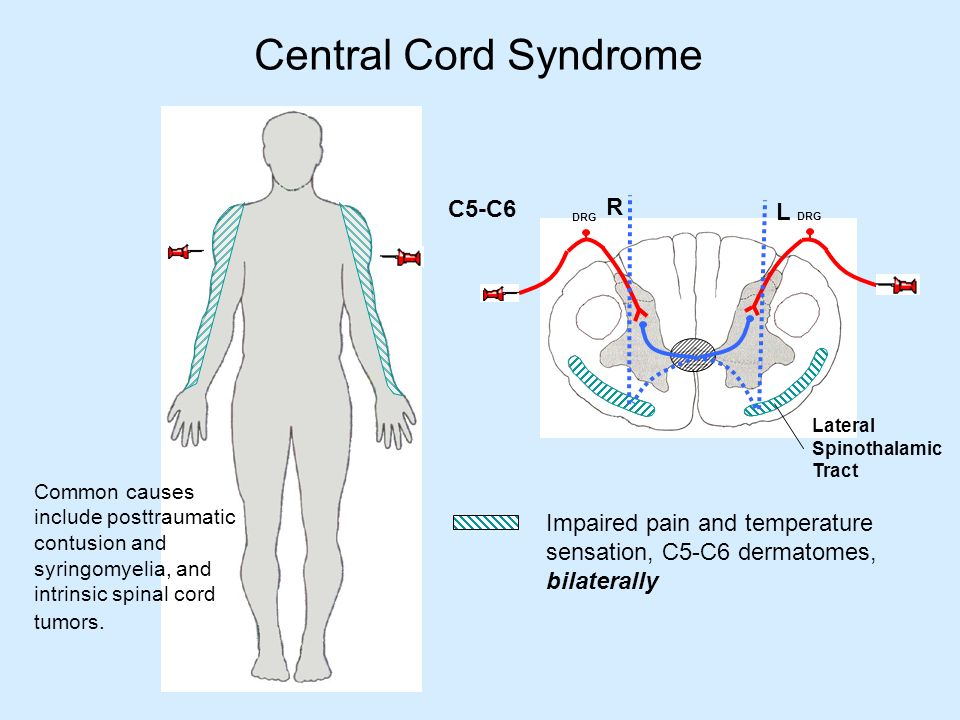 Central Cord Syndrome
C5-C6
R
DRG
L
DRG
Lateral
Spinothalamic
Tract
Common causes
include posttraumatic
contusion and
syringomyelia, and
intrinsic spinal cord
tumors.
Impaired pain and temperature
sensation, C5-C6 dermatomes,
bilaterally